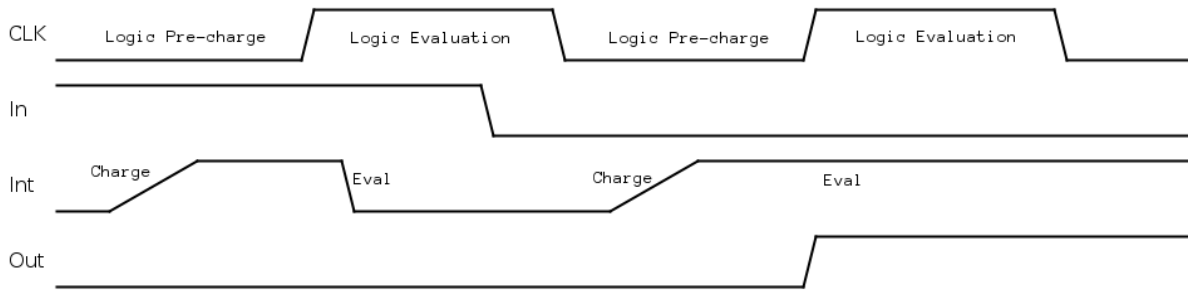 CLK
Logic Pre-charge
Logic Evaluation
Logic Pre-charge
Logic Evaluation
In
Int
Charge
Eval
Charge
Eval
Out